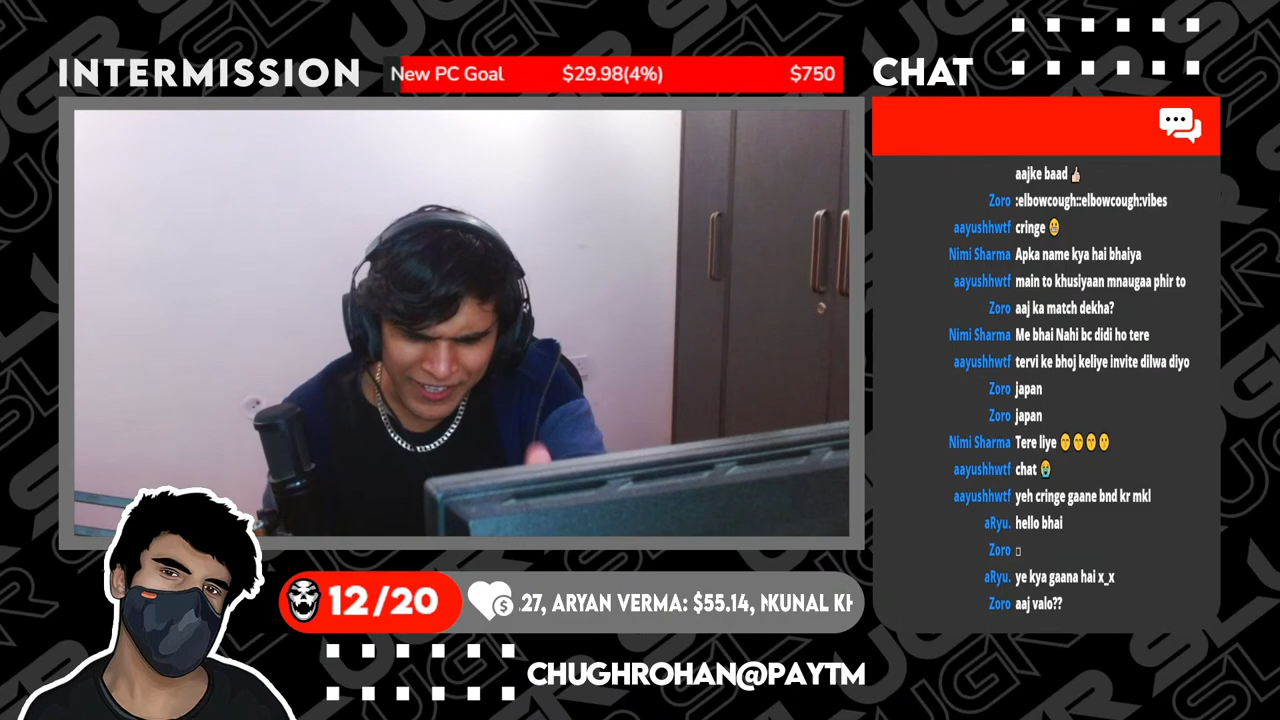 INTERMISSION
New PC Goal $29.98(4%) $750
CHAT
aajke baad 👍🏻
Zoro :elbowcough::elbowcough:vibes
aayushhwtf cringe 😬
Nimi Sharma Apka name kya hai bhaiya
aayushhwtf main to khusiyaan mnaugaa phir to
Zoro aaj ka match dekha?
Nimi Sharma Me bhai Nahi bc didi ho tere
aayushhwtf tervi ke bhoj keliye invite dilwa diyo
Zoro japan
Zoro japan
Nimi Sharma Tere liye
aayushhwtf chat 😭
aayushhwtf yeh cringe gaane bnd kr mkl
aRyu. hello bhai
Zoro
aRyu. ye kya gaana hai x_x
Zoro aaj valo??
12/20
.27, ARYAN VERMA: $55.14, NKUNAL KH
CHUGHROHAN@PAYTM